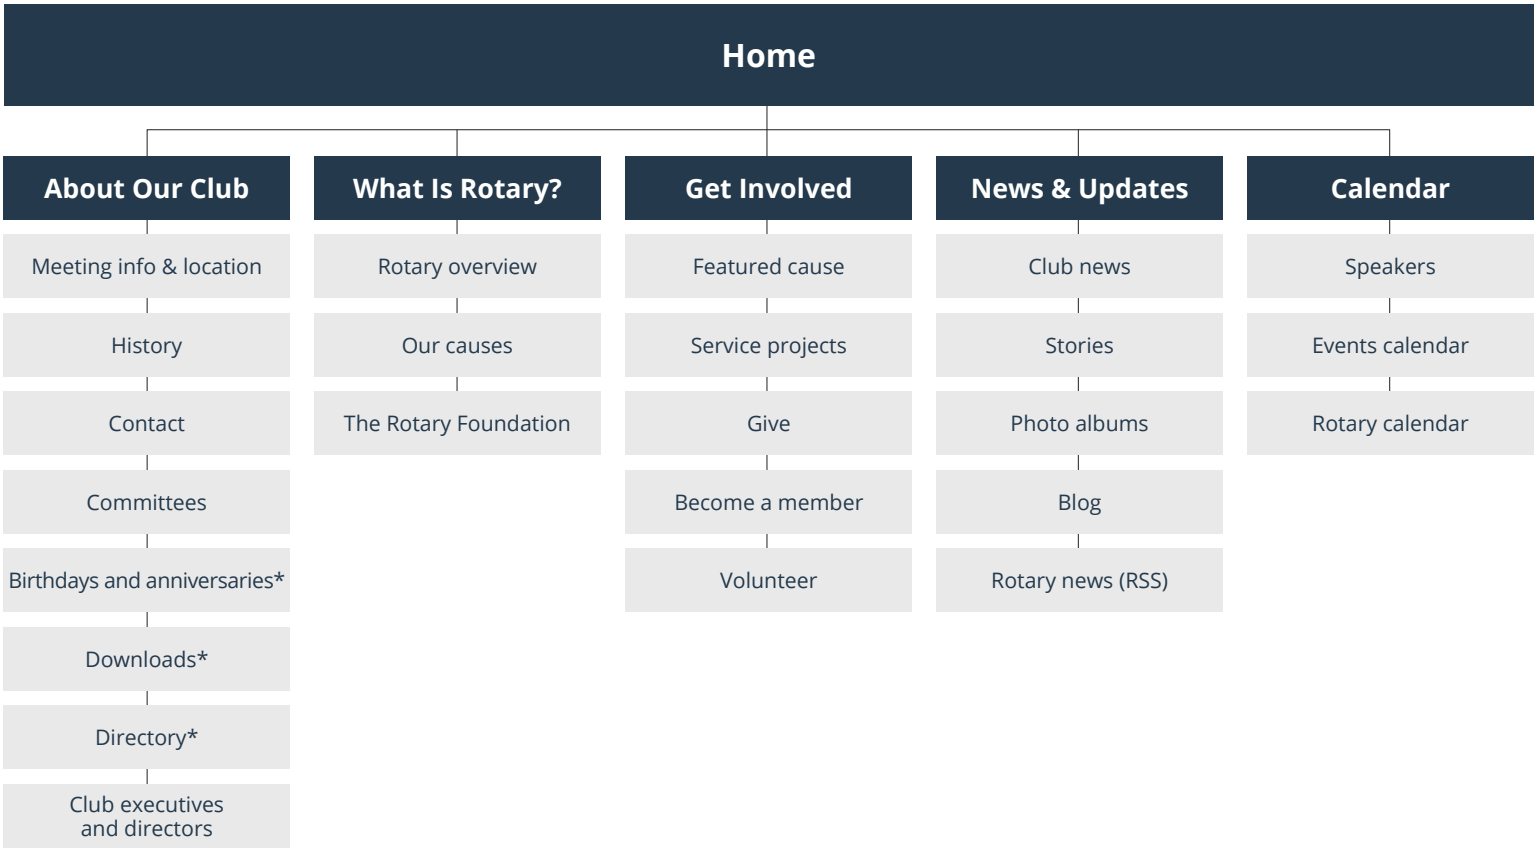 Home
About Our Club
Meeting info & location
History
Contact
Committees
Birthdays and anniversaries*
Downloads*
Directory*
Club executives
and directors
What Is Rotary?
Rotary overview
Our causes
The Rotary Foundation
Get Involved
Featured cause
Service projects
Give
Become a member
Volunteer
News & Updates
Club news
Stories
Photo albums
Blog
Rotary news (RSS)
Calendar
Speakers
Events calendar
Rotary calendar